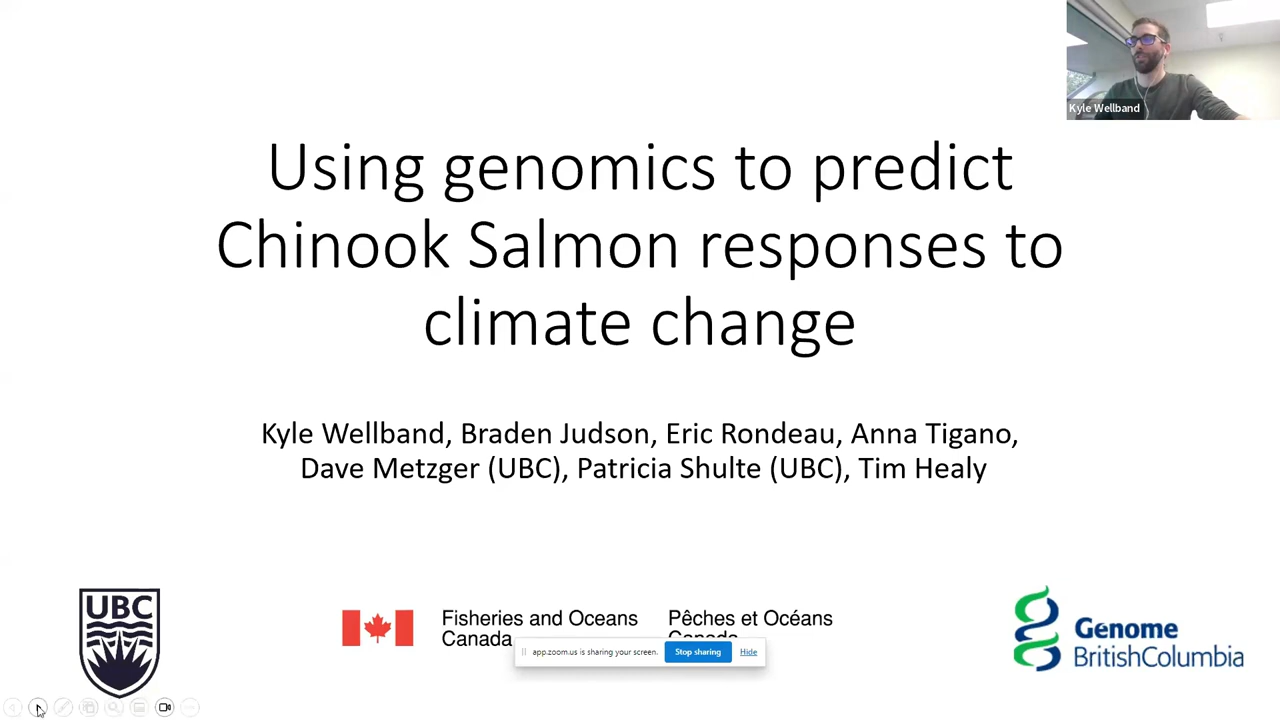 Kyle Wellband
Using genomics to predict
Chinook Salmon responses to
climate change
Kyle Wellband, Braden Judson, Eric Rondeau, Anna Tigano,
Dave Metzger (UBC), Patricia Shulte (UBC), Tim Healy
UBC
Fisheries and Oceans
Canada
Pêches et Océans
Canada
app.zoom.us is sharing your screen.
Stop sharing
Hide
Genome
BritishColumbia